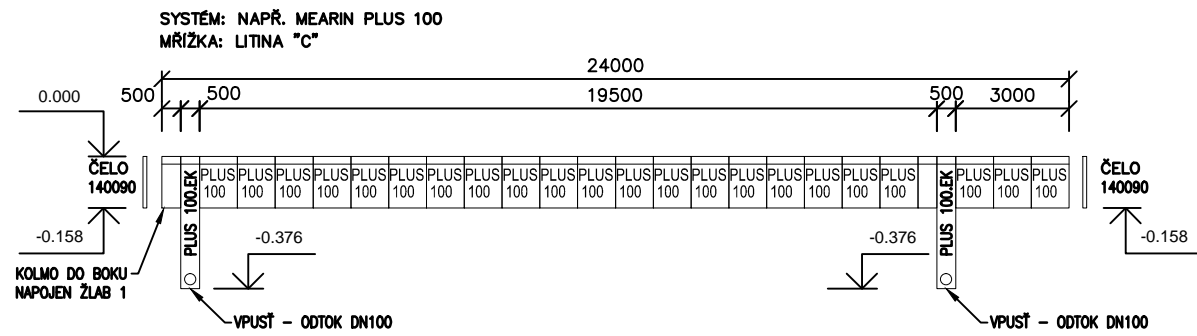 SYSTÉM: NAPŘ. MEARIN PLUS 100
MŘÍŽKA: LITINA "C"
24000
0.000
500
500
19500
500
3000
ČELO
140090
PLUS 100.EK
PLUS PLUS PLUS PLUS PLUS PLUS PLUS PLUS PLUS PLUS PLUS PLUS PLUS PLUS PLUS PLUS PLUS PLUS PLUS
100 100 100 100 100 100 100 100 100 100 100 100 100 100 100 100 100 100 100
PLUS 100.EK
PLUS PLUS PLUS
100 100 100
ČELO
140090
-0.158
-0.376
-0.376
-0.158
KOLMO DO BOKU
NAPOJEN ŽLAB 1
VPUSŤ - ODTOK DN100
VPUSŤ - ODTOK DN100